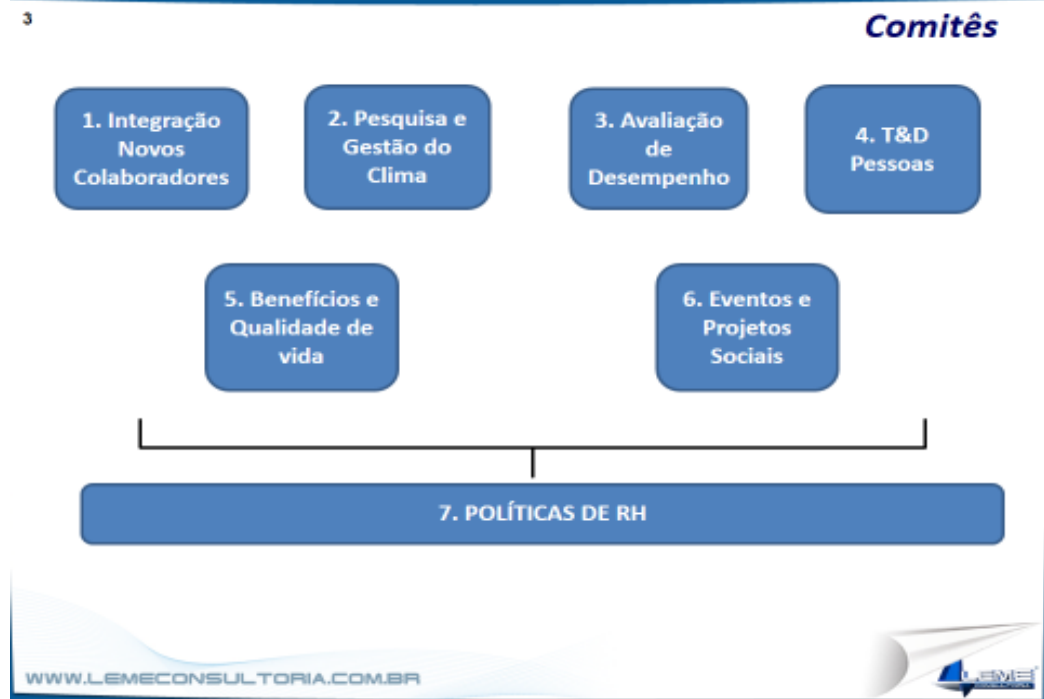 3
Comitês
1. Integração
Novos
Colaboradores
2. Pesquisa e
Gestão do
Clima
3. Avaliação
de
Desempenho
4. T&D
Pessoas
5. Benefícios e
Qualidade de
vida
6. Eventos e
Projetos
Sociais
7. POLÍTICAS DE RH
WWW.LEMECONSULTORIA.COM.BR
LEME